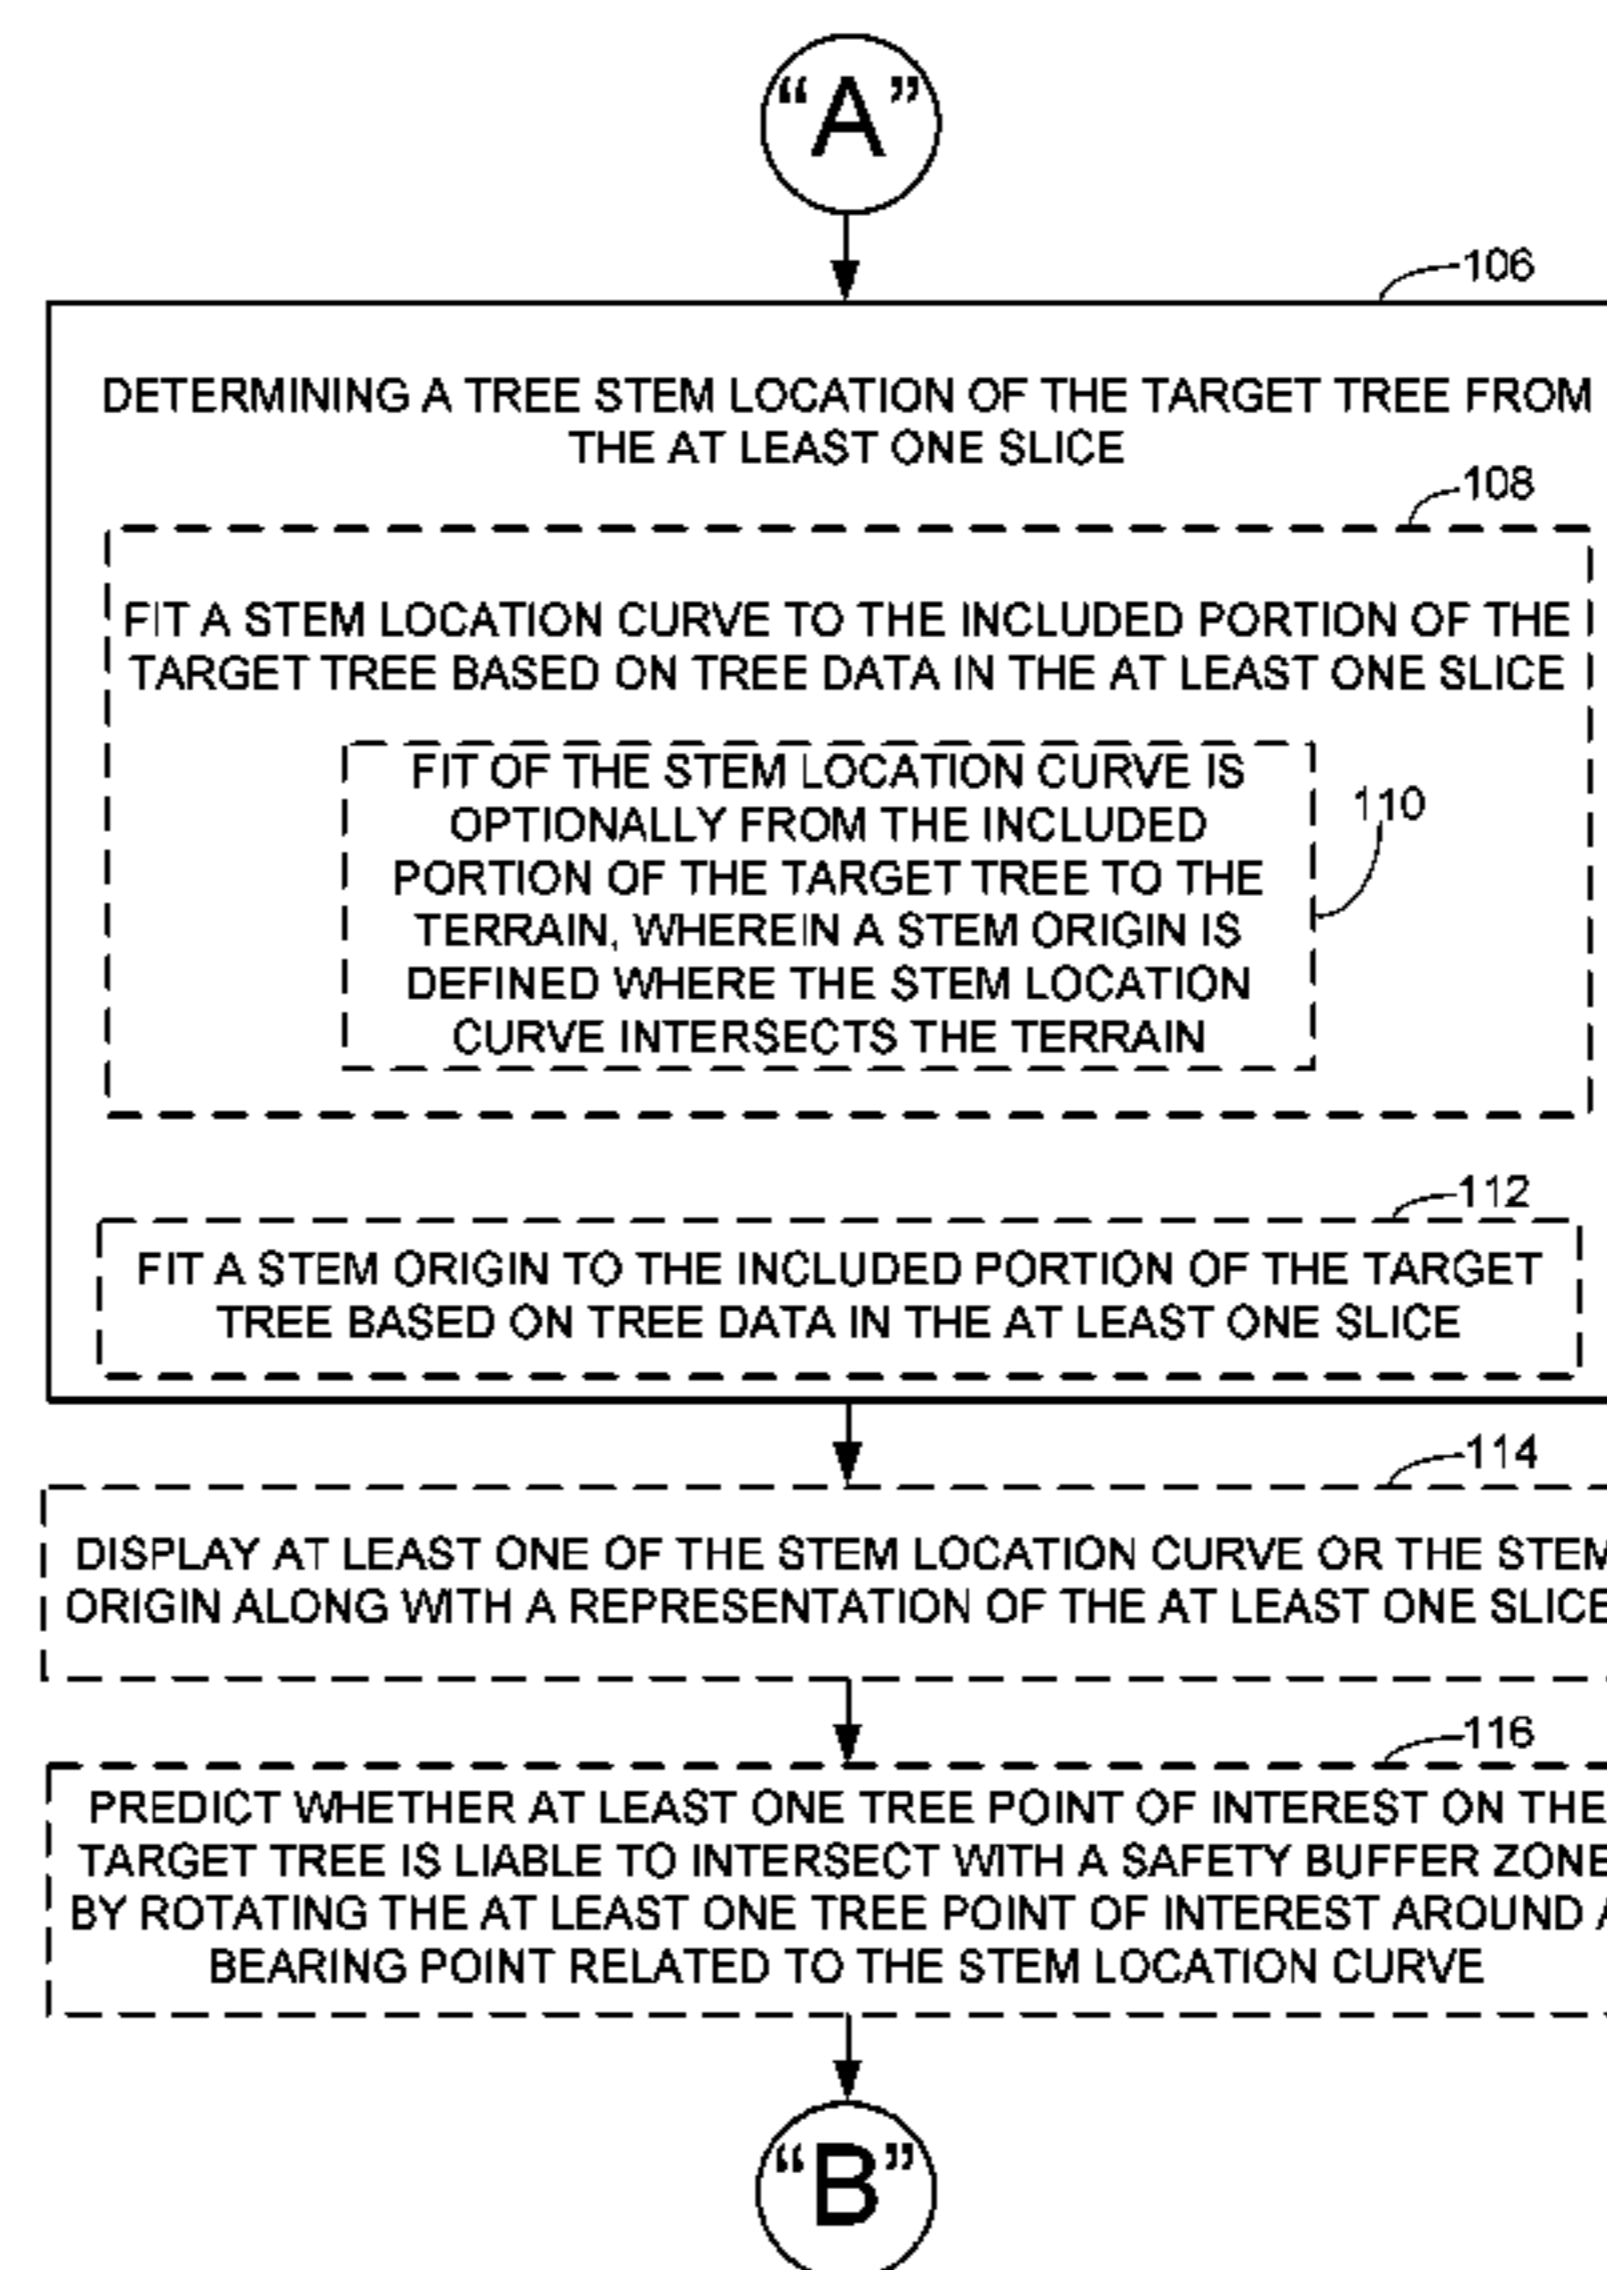 “A”
106
DETERMINING A TREE STEM LOCATION OF THE TARGET TREE FROM
THE AT LEAST ONE SLICE
108
FIT A STEM LOCATION CURVE TO THE INCLUDED PORTION OF THE
TARGET TREE BASED ON TREE DATA IN THE AT LEAST ONE SLICE
FIT OF THE STEM LOCATION CURVE IS
OPTIONALLY FROM THE INCLUDED
PORTION OF THE TARGET TREE TO THE
TERRAIN, WHEREIN A STEM ORIGIN IS
DEFINED WHERE THE STEM LOCATION
CURVE INTERSECTS THE TERRAIN
110
112
FIT A STEM ORIGIN TO THE INCLUDED PORTION OF THE TARGET
TREE BASED ON TREE DATA IN THE AT LEAST ONE SLICE
114
DISPLAY AT LEAST ONE OF THE STEM LOCATION CURVE OR THE STEM
ORIGIN ALONG WITH A REPRESENTATION OF THE AT LEAST ONE SLICE
116
PREDICT WHETHER AT LEAST ONE TREE POINT OF INTEREST ON THE
TARGET TREE IS LIABLE TO INTERSECT WITH A SAFETY BUFFER ZONE
BY ROTATING THE AT LEAST ONE TREE POINT OF INTEREST AROUND A
BEARING POINT RELATED TO THE STEM LOCATION CURVE
“B”